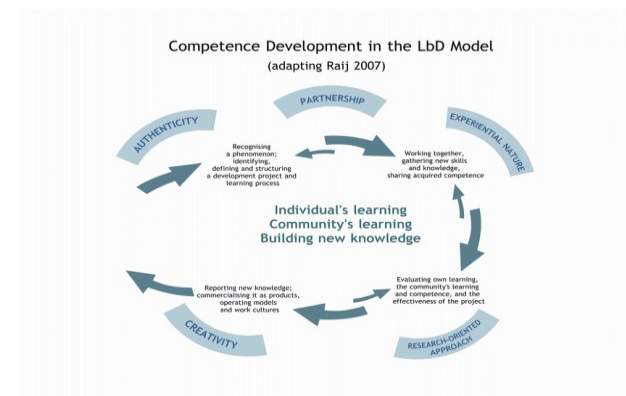 Competence Development in the LbD Model
(adapting Raij 2007)
PARTNERSHIP
AUTHENTICITY
EXPERIENTIAL NATURE
Recognising
a phenomenon;
identifying,
defining and structuring
a development project and
learning process
Working together,
gathering new skills
and knowledge,
sharing acquired competence
Individual's learning
Community's learning
Building new knowledge
Reporting new knowledge;
commercialising it as products,
operating models
and work cultures
Evaluating own learning,
the community's learning
and competence, and the
effectiveness of the project
CREATIVITY
RESEARCH-ORIENTED
APPROACH